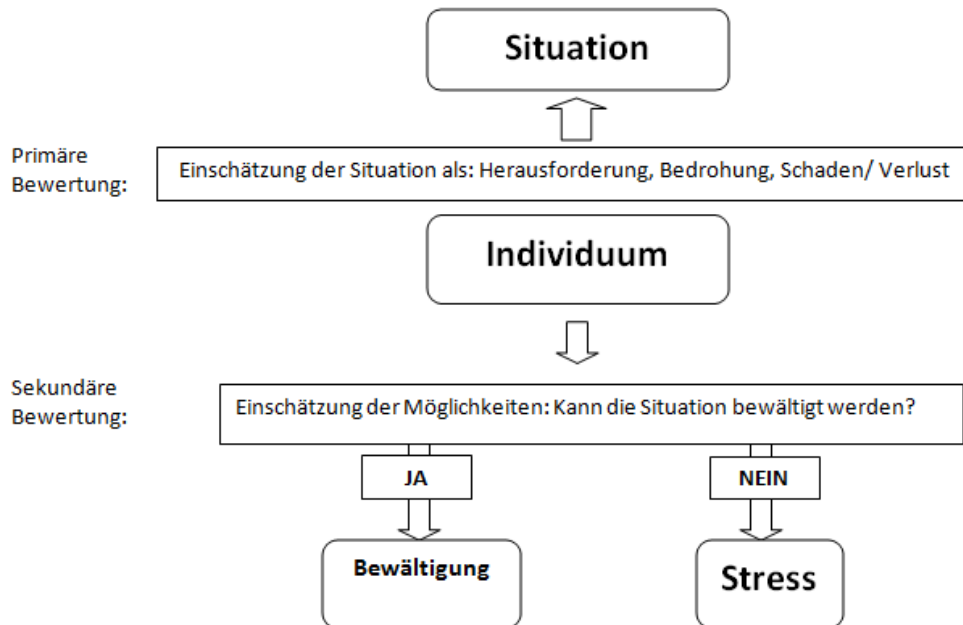 Situation
Primäre
Bewertung:
Einschätzung der Situation als: Herausforderung, Bedrohung, Schaden/ Verlust
Individuum
Sekundäre
Bewertung:
Einschätzung der Möglichkeiten: Kann die Situation bewältigt werden?
JA
NEIN
Bewältigung
Stress